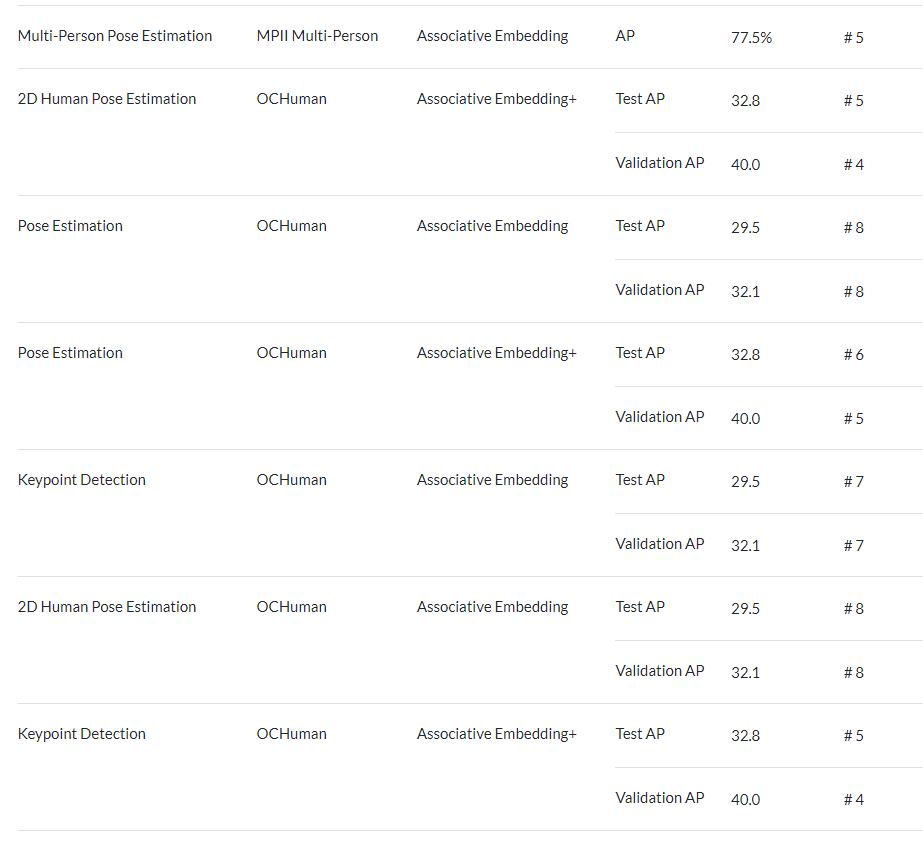 Multi-Person Pose Estimation MPII Multi-Person Associative Embedding AP 77.5% # 5
2D Human Pose Estimation OCHuman Associative Embedding+ Test AP 32.8 # 5
Validation AP 40.0 # 4
Pose Estimation OCHuman Associative Embedding Test AP 29.5 # 8
Validation AP 32.1 # 8
Pose Estimation OCHuman Associative Embedding+ Test AP 32.8 # 6
Validation AP 40.0 # 5
Keypoint Detection OCHuman Associative Embedding Test AP 29.5 # 7
Validation AP 32.1 # 7
2D Human Pose Estimation OCHuman Associative Embedding Test AP 29.5 # 8
Validation AP 32.1 # 8
Keypoint Detection OCHuman Associative Embedding+ Test AP 32.8 # 5
Validation AP 40.0 # 4